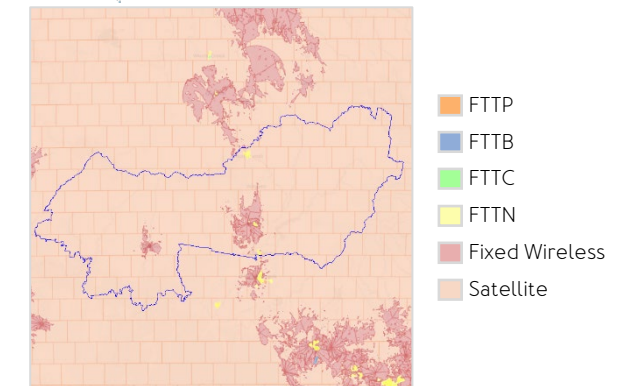 FTTP
FTTB
FTTC
FTTN
Fixed Wireless
Satellite